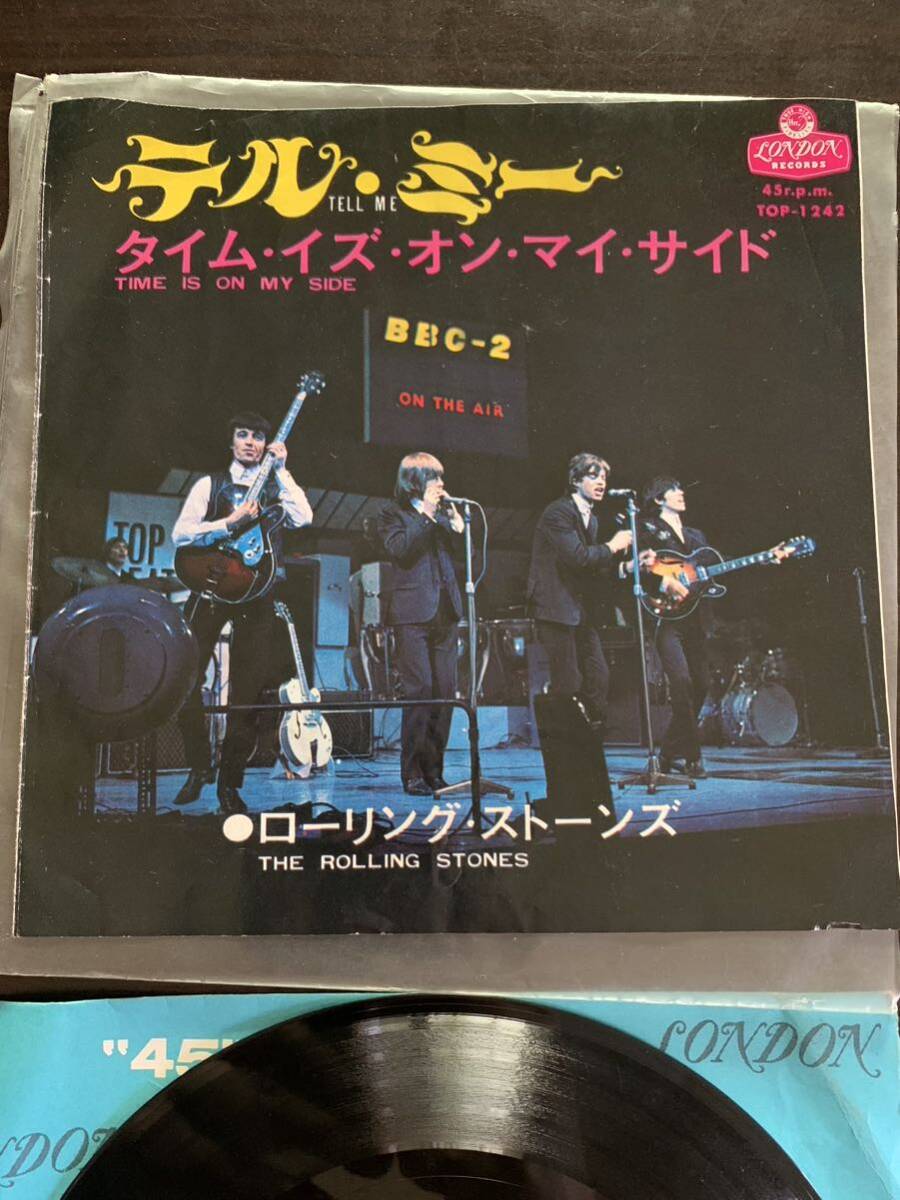 テル・ミー
TELL ME
LONDON
RECORDS
45r.p.m.
TOP-1242
タイム・イズ・オン・マイ・サイド
TIME IS ON MY SIDE
BBC-2
ON THE AIR
TOP
●ローリング・ストーンズ
THE ROLLING STONES
"45"
LONDON